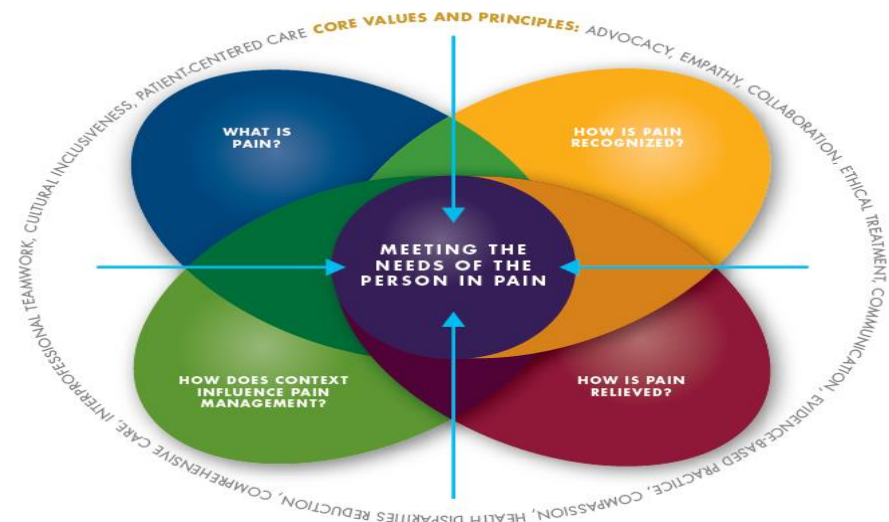 CORE VALUES AND PRINCIPLES: ADVOCACY, EMPATHY, COLLABORATION, ETHICAL TREATMENT, COMMUNICATION, EVIDENCE-BASED PRACTICE, COMPASSION, HEALTH DISPARITIES REDUCTION, COMPREHENSIVE CARE, INTERPROFESSIONAL TEAMWORK, CULTURAL INCLUSIVENESS, PATIENT-CENTERED CARE
WHAT IS
PAIN?
HOW IS PAIN
RECOGNIZED?
MEETING THE
NEEDS OF THE
PERSON IN PAIN
HOW DOES CONTEXT
INFLUENCE PAIN
MANAGEMENT?
HOW IS PAIN
RELIEVED?